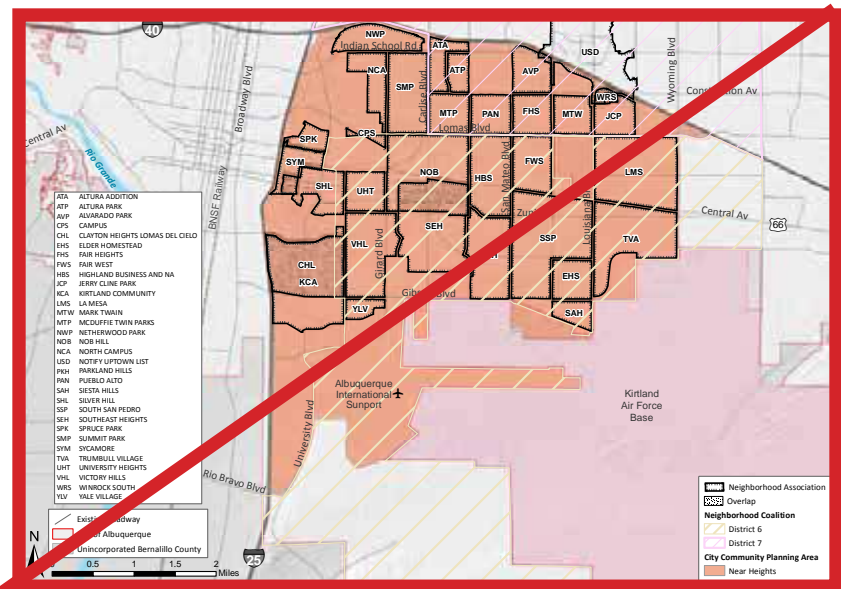 40
NWP
Indian School Rd
ATA
USD
Wyoming Blvd
NCA
SMP
ATP
AVP
Carlise Blvd
WRS
MTP
PAN
FHS
MTW
JCP
Broadway Blvd
Central Av
Lomas Blvd
CPS
SPK
SYM
NOB
HBS
San Mateo Blvd
FWS
LMS
SHL
UHT
Rio Grande
BNSF Railway
Central Av
66
VHL
Girard Blvd
SEH
SSP
TVA
CHL
KCA
EHS
YLV
SAH
ATA ALTURA ADDITION
ATP ALTURA PARK
AVP ALVARADO PARK
CPS CAMPUS
CHL CLAYTON HEIGHTS LOMAS DEL CIELO
EHS ELDER HOMESTEAD
FHS FAIR HEIGHTS
FWS FAIR WEST
HBS HIGHLAND BUSINESS AND NA
JCP JERRY CLINE PARK
KCA KIRTLAND COMMUNITY
LMS LA MESA
MTW MARK TWAIN
MTP MCDUFFIE TWIN PARKS
NWP NETHERWOOD PARK
NOB NOB HILL
NCA NORTH CAMPUS
USD NOTIFY UPTOWN LIST
PKH PARKLAND HILLS
PAN PUEBLO ALTO
SAH SIESTA HILLS
SHL SILVER HILL
SSP SOUTH SAN PEDRO
SEH SOUTHEAST HEIGHTS
SPK SPRUCE PARK
SMP SUMMIT PARK
SYM SYCAMORE
TVA TRUMBULL VILLAGE
UHT UNIVERSITY HEIGHTS
VHL VICTORY HILLS
WRS WINROCK SOUTH
YLV YALE VILLAGE
Albuquerque
International
Sunport
Kirtland
Air Force
Base
University Blvd
Rio Bravo Blvd
Albuquerque
Unincorporated Bernalillo County
N
0.5 1 1.5 2
Miles
25
Neighborhood Association
Overlap
Neighborhood Coalition
District 6
District 7
City Community Planning Area
Near Heights